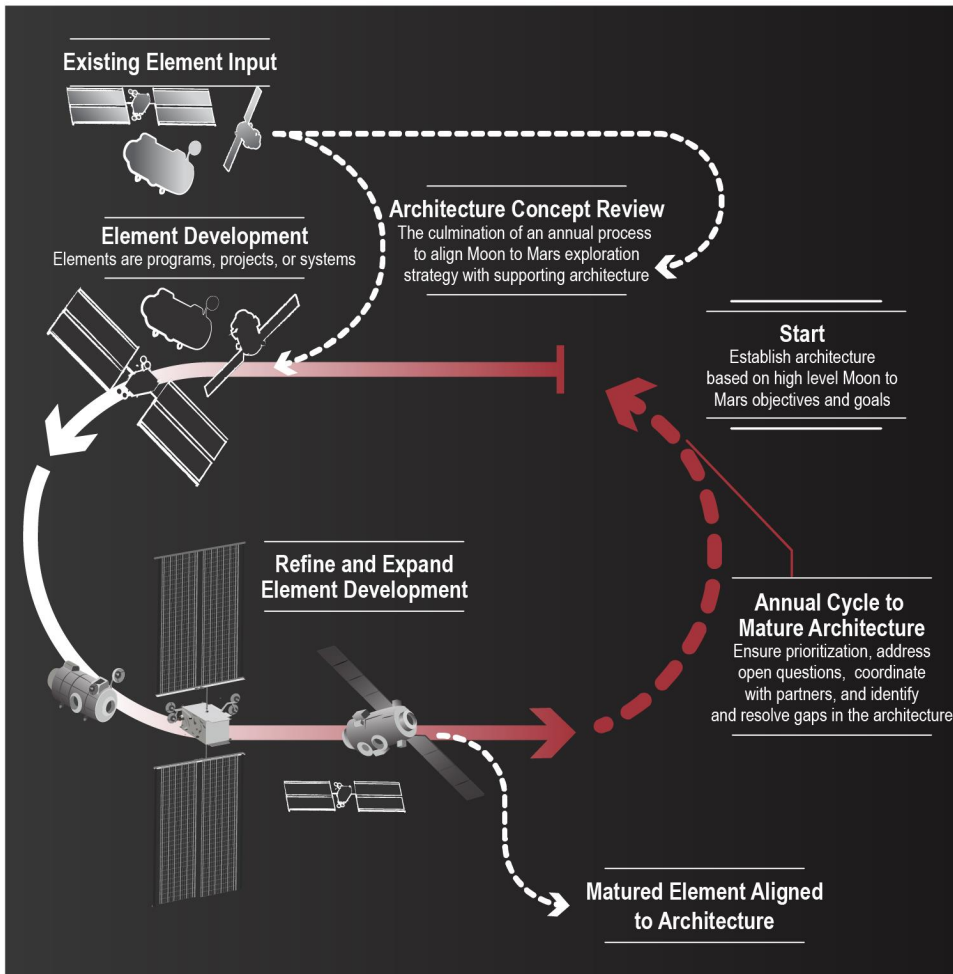 Existing Element Input
Architecture Concept Review
The culmination of an annual process
to align Moon to Mars exploration
strategy with supporting architecture
Element Development
Elements are programs, projects, or systems
Start
Establish architecture
based on high level Moon to
Mars objectives and goals
Refine and Expand
Element Development
Annual Cycle to
Mature Architecture
Ensure prioritization, address
open questions, coordinate
with partners, and identify
and resolve gaps in the architecture
Matured Element Aligned
to Architecture